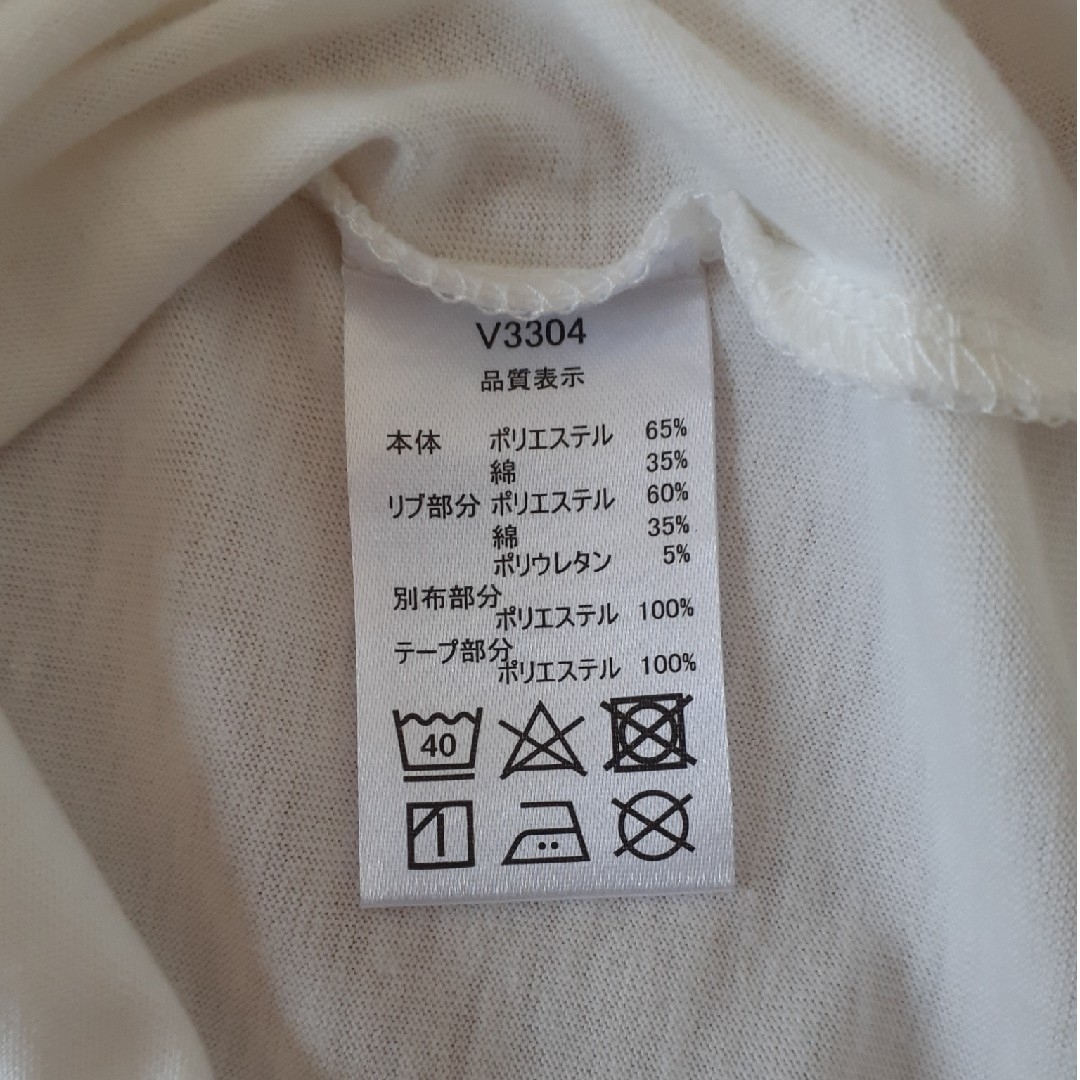 V3304
品質表示
本体 ポリエステル 65%
綿 35%
リブ部分 ポリエステル 60%
綿 35%
ポリウレタン 5%
別布部分
ポリエステル 100%
テープ部分
ポリエステル 100%
40